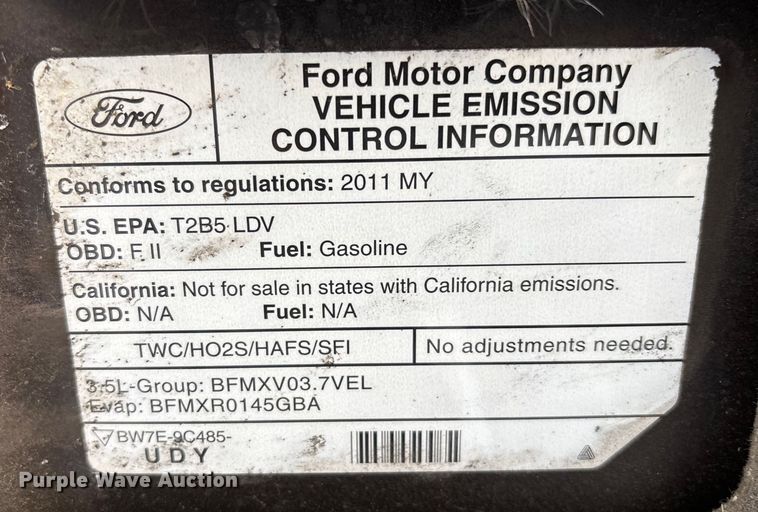 Ford
Ford Motor Company
VEHICLE EMISSION
CONTROL INFORMATION
Conforms to regulations: 2011 MY
U.S. EPA: T2B5 LDV
OBD: F II Fuel: Gasoline
California: Not for sale in states with California emissions.
OBD: N/A Fuel: N/A
TWC/HO2S/HAFS/SFI No adjustments needed.
3.5L-Group: BFMXV03.7VEL
Evap: BFMXR0145GBA
BW7E-9C485-
UDY
Purple Wave Auction